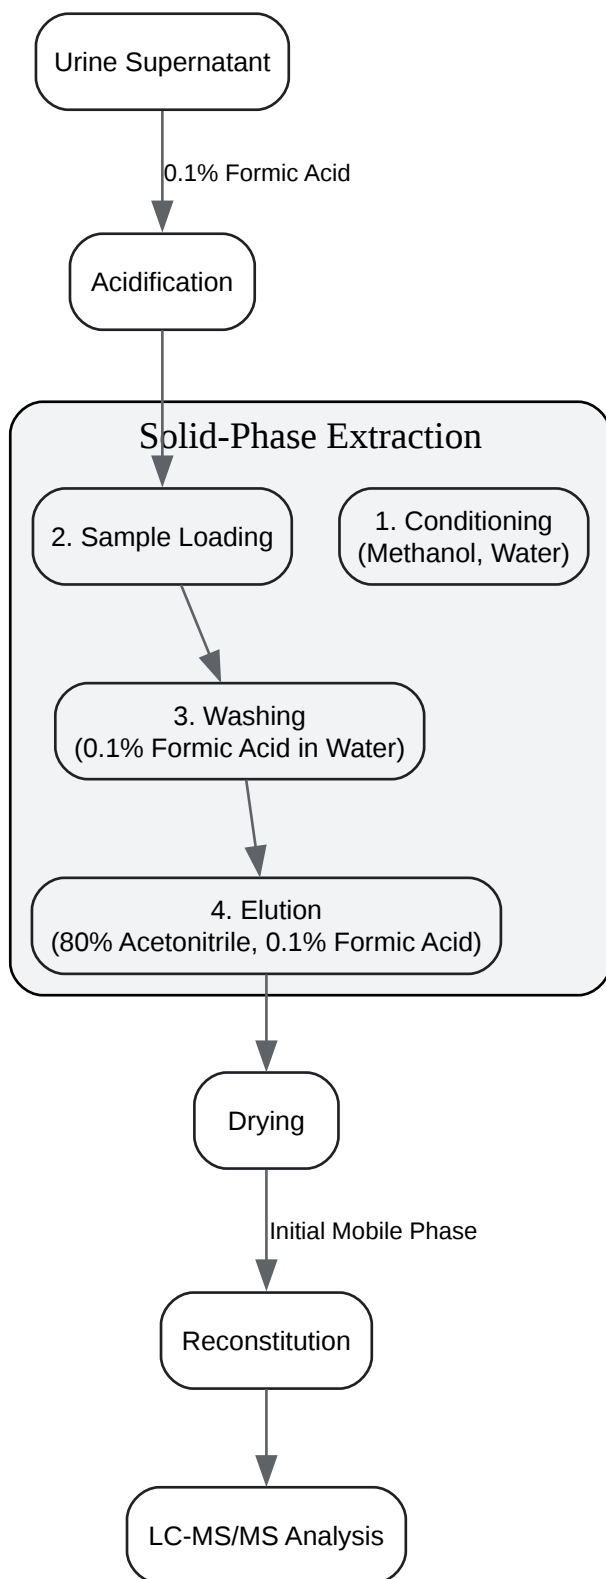 Urine Supernatant
0.1% Formic Acid
Acidification
Solid-Phase Extraction
2. Sample Loading
1. Conditioning
(Methanol, Water)
3. Washing
(0.1% Formic Acid in Water)
4. Elution
(80% Acetonitrile, 0.1% Formic Acid)
Drying
Initial Mobile Phase
Reconstitution
LC-MS/MS Analysis